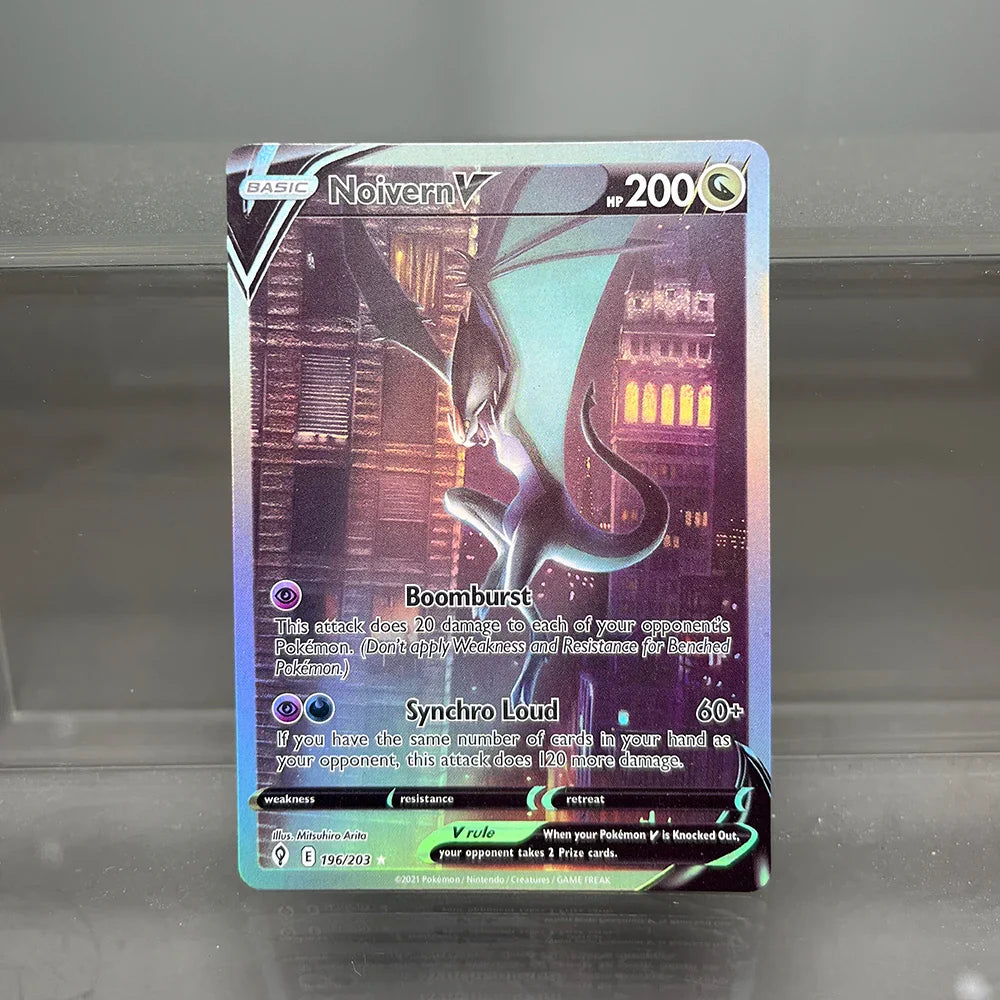 BASIC NoivernV HP 200
Boomburst
This attack does 20 damage to each of your opponent's
Pokémon. (Don't apply Weakness and Resistance for Benched
Pokémon.)
Synchro Loud 60+
If you have the same number of cards in your hand as
your opponent, this attack does 120 more damage.
weakness resistance retreat
Illus. Mitsuhiro Arita
V rule When your Pokémon V is Knocked Out,
your opponent takes 2 Prize cards.
E 196/203
©2021 Pokémon / Nintendo / Creatures / GAME FREAK